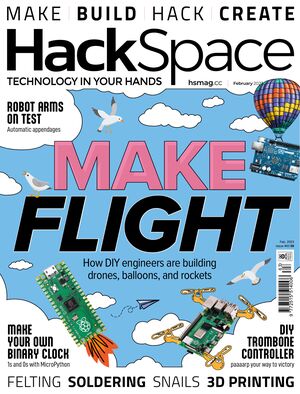 MAKE | BUILD | HACK | CREATE
HackSpace
TECHNOLOGY IN YOUR HANDS
hsmag.cc
February
ROBOT ARMS
ON TEST
Automatic appendages
MAKE
FLIGHT
How DIY engineers are building
drones, balloons, and rockets
MAKE
YOUR OWN
BINARY CLOCK
1s and 0s with MicroPython
DIY
TROMBONE
CONTROLLER
paaaarp your way to victory
FELTING SOLDERING SNAILS 3D PRINTING